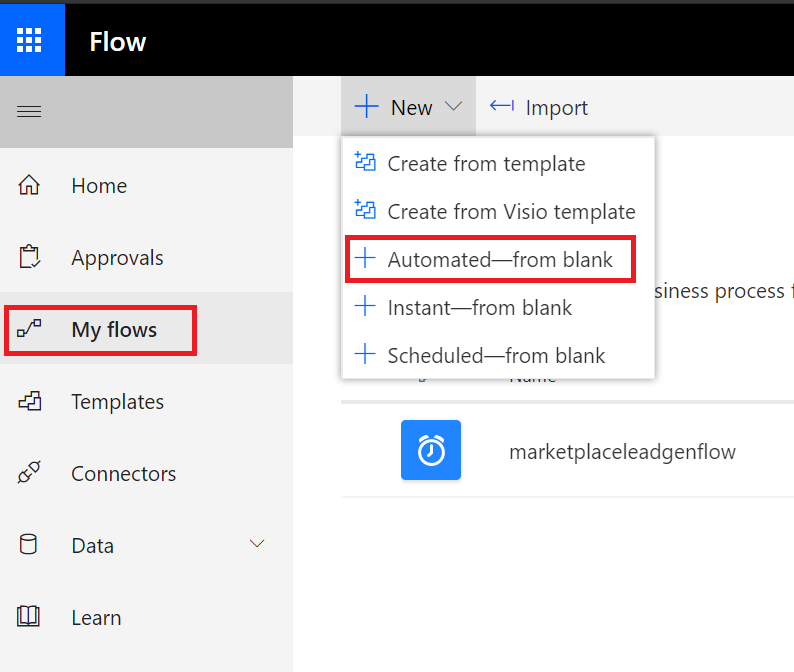 Flow
New
Import
Create from template
Create from Visio template
Automated—from blank
Instant—from blank
Scheduled—from blank
Home
Approvals
My flows
Templates
Connectors
Data
Learn
siness process f
Name
marketplaceleadgenflow